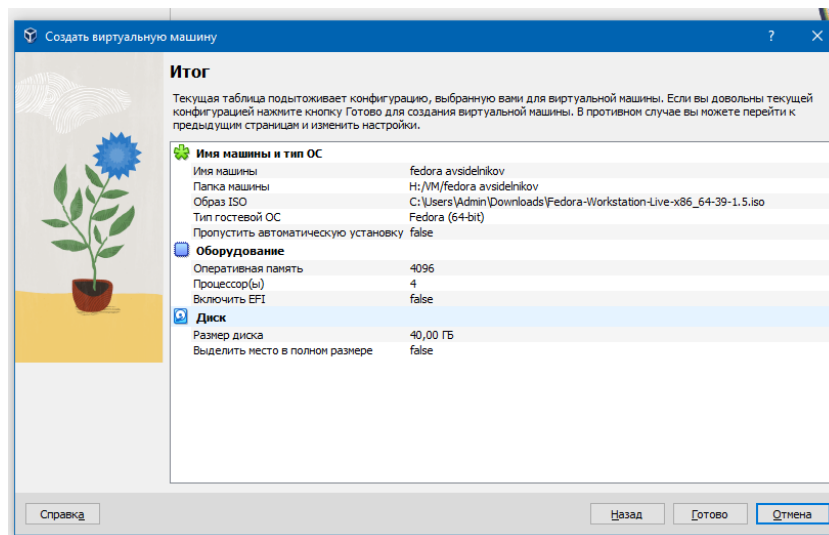 Создать виртуальную машину
?
Итог
Текущая таблица подытоживает конфигурацию, выбранную вами для виртуальной машины. Если вы довольны текущей
конфигурацией нажмите кнопку Готово для создания виртуальной машины. В противном случае вы можете перейти к
предыдущим страницам и изменить настройки.
Имя машины и тип ОС
Имя машины fedora avsidelnikov
Папка машины H:/VM/fedora avsidelnikov
Образ ISO C:\Users\Admin\Downloads\Fedora-Workstation-Live-x86_64-39-1.5.iso
Тип гостевой ОС Fedora (64-bit)
Пропустить автоматическую установку false
Оборудование
Оперативная память 4096
Процессор(ы) 4
Включить EFI false
Диск
Размер диска 40,00 ГБ
Выделить место в полном размере false
Справка Назад Готово Отмена